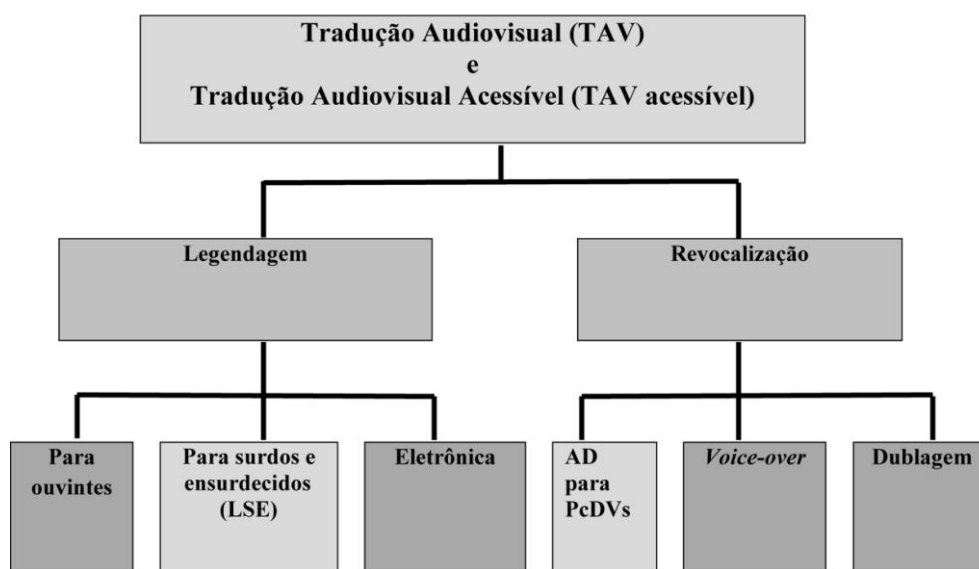 Tradução Audiovisual (TAV)
e
Tradução Audiovisual Acessível (TAV acessível)
Legendagem
Revocalização
Para
ouvintes
Para surdos e
ensurdecidos
(LSE)
Eletrônica
AD
para
PcDVs
Voice-over
Dublagem